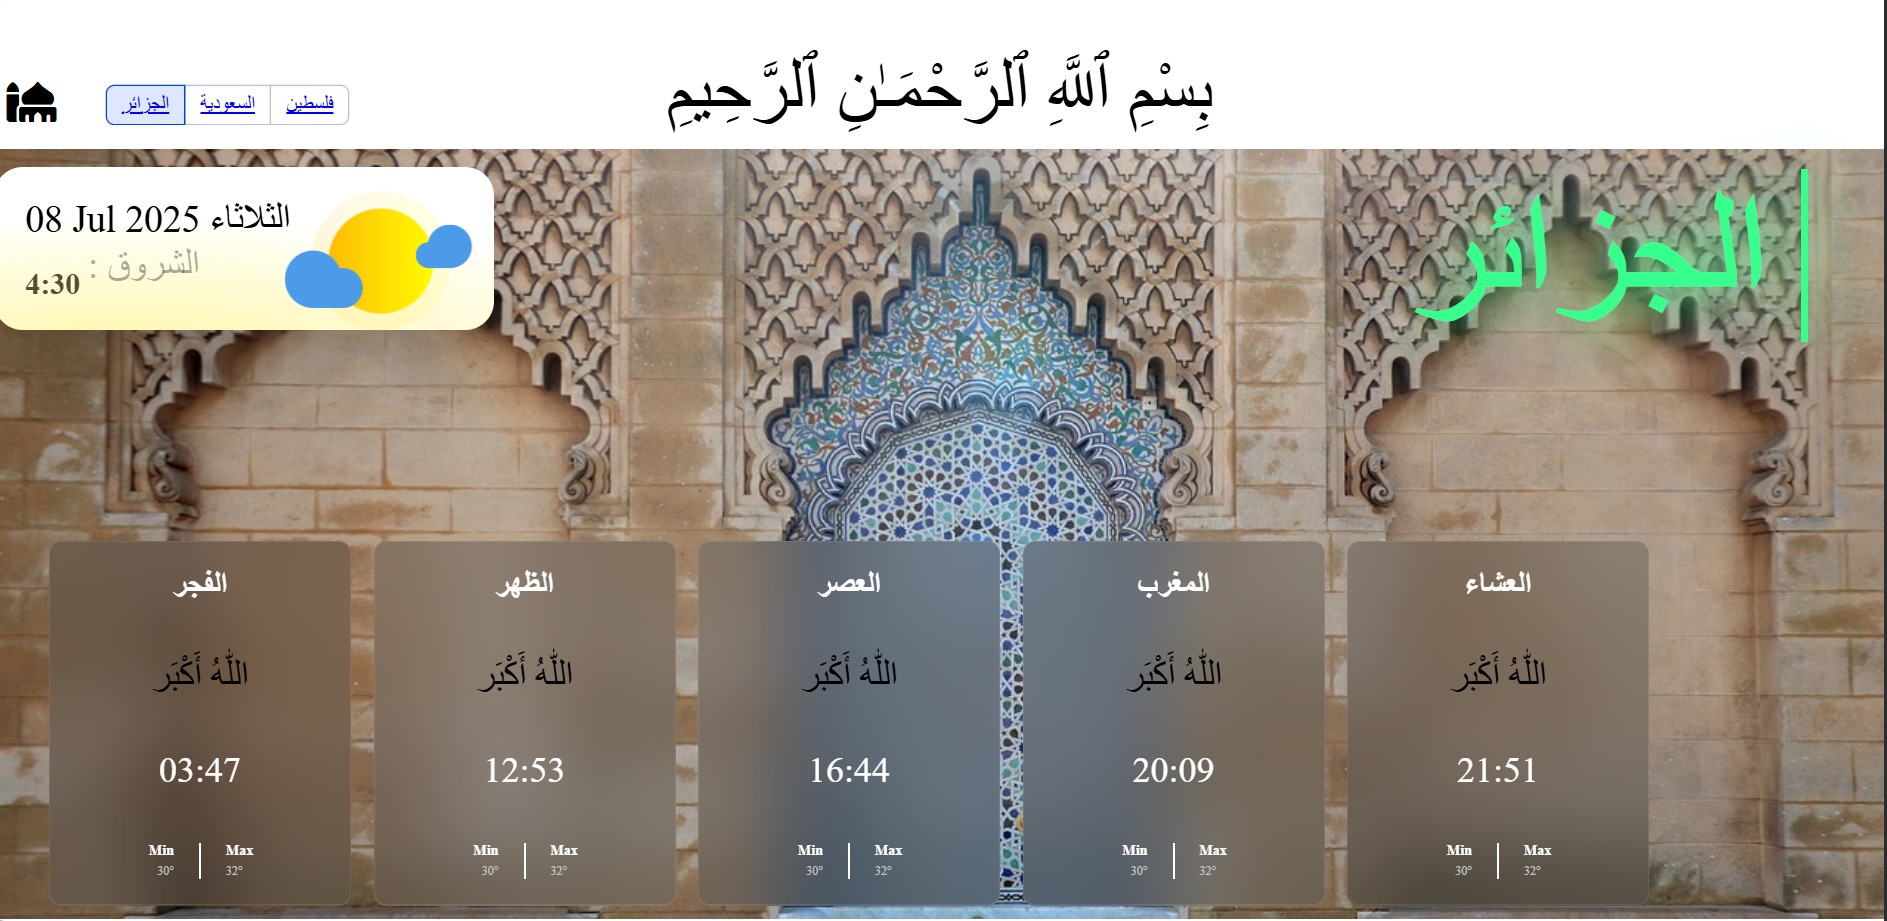 بِسْمِ ٱللَّهِ ٱلرَّحْمَـٰنِ ٱلرَّحِيمِ
الجزائر
السعودية
فلسطين
الثلاثاء 08 Jul 2025
الشروق :
4:30
الجزائر
الفجر
اللّٰهُ أَكْبَر
03:47
Min
30°
Max
32°
الظهر
اللّٰهُ أَكْبَر
12:53
Min
30°
Max
32°
العصر
اللّٰهُ أَكْبَر
16:44
Min
30°
Max
32°
المغرب
اللّٰهُ أَكْبَر
20:09
Min
30°
Max
32°
العشاء
اللّٰهُ أَكْبَر
21:51
Min
30°
Max
32°